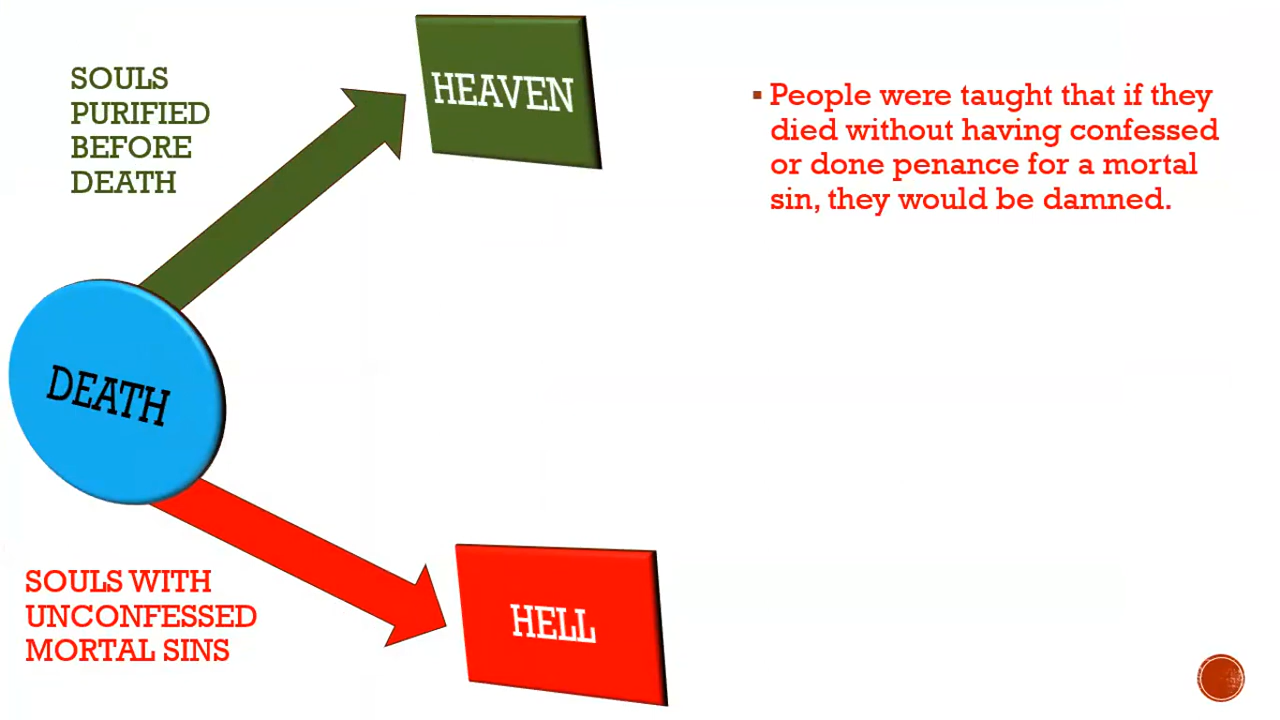 SOULS
PURIFIED
BEFORE
DEATH
HEAVEN
▪ People were taught that if they
died without having confessed
or done penance for a mortal
sin, they would be damned.
DEATH
SOULS WITH
UNCONFESSED
MORTAL SINS
HELL